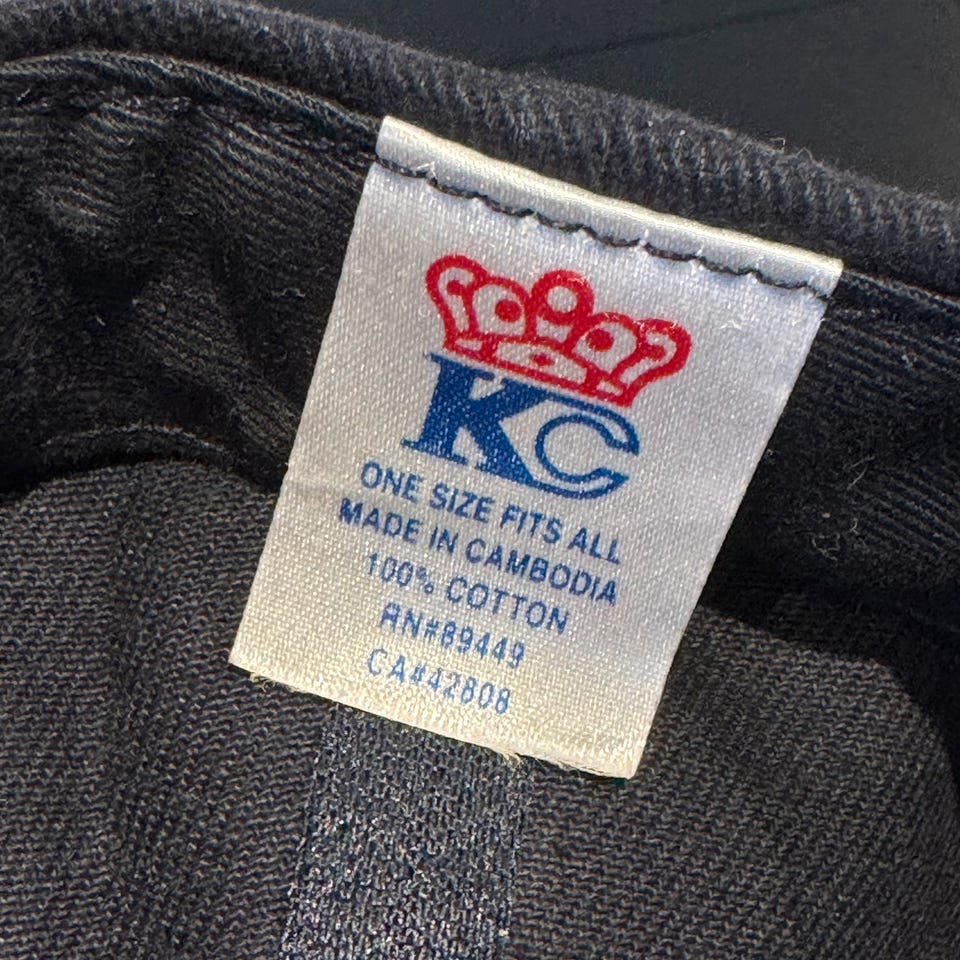 KC
ONE SIZE FITS ALL
MADE IN CAMBODIA
100% COTTON
RN#89449
CA#42808